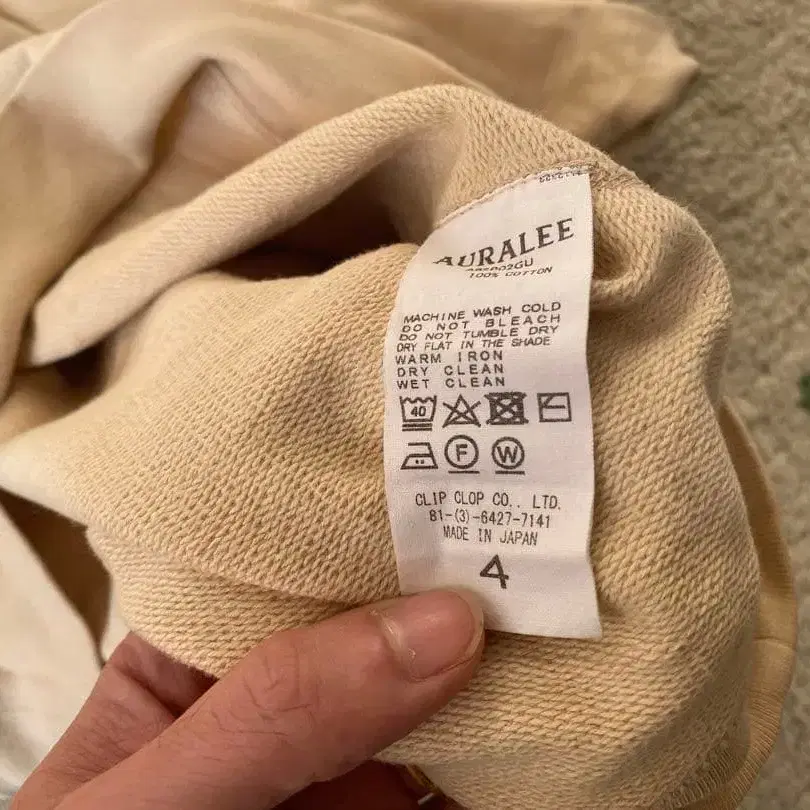 AURALEE
100% COTTON
MACHINE WASH COLD
DO NOT BLEACH
DO NOT TUMBLE DRY
DRY FLAT IN THE SHADE
WARM IRON
DRY CLEAN
WET CLEAN
40
F W
CLIP CLOP CO., LTD.
81-(3)-6427-7141
MADE IN JAPAN
4